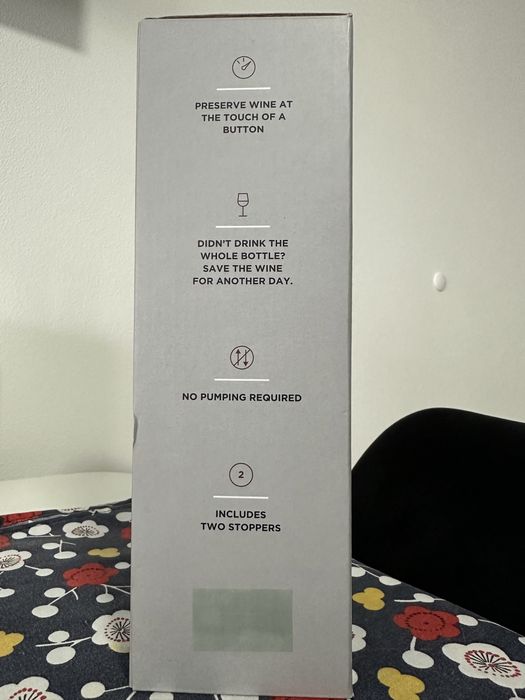 PRESERVE WINE AT
THE TOUCH OF A
BUTTON
DIDN'T DRINK THE
WHOLE BOTTLE?
SAVE THE WINE
FOR ANOTHER DAY.
NO PUMPING REQUIRED
2
INCLUDES
TWO STOPPERS